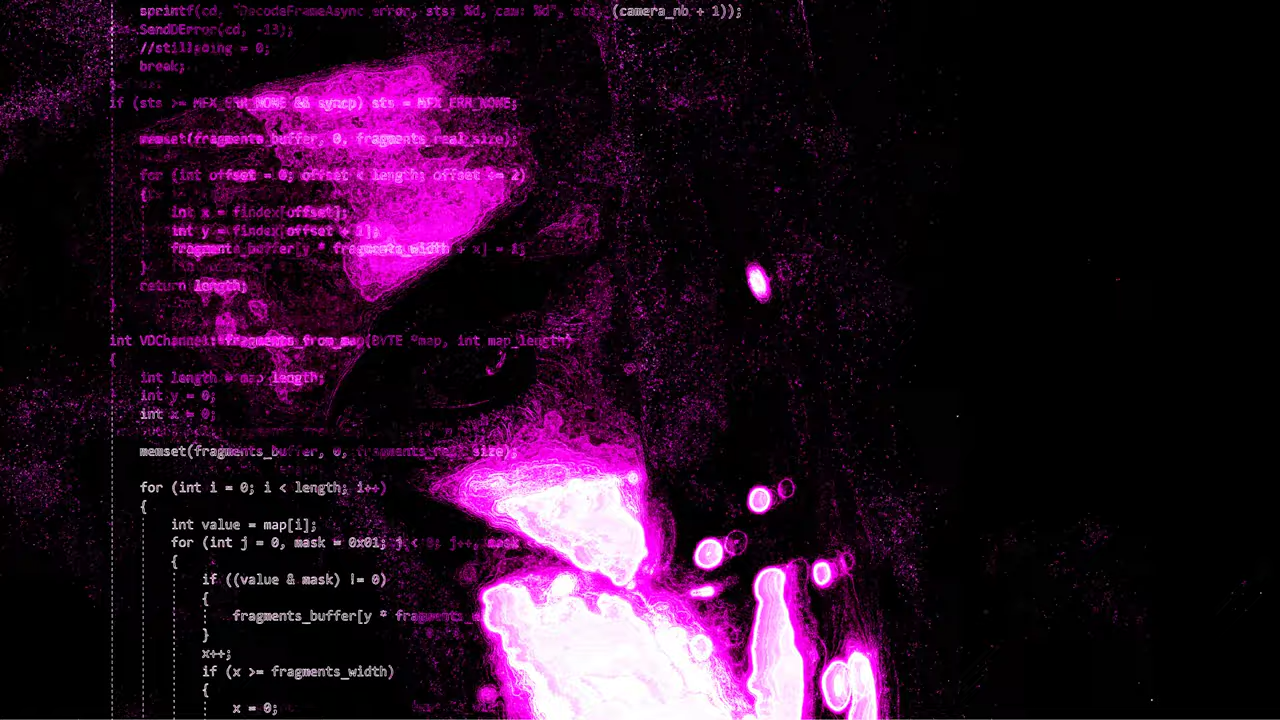 sprintf(cd, "DecodeFrameAsync error, sts: %d, cam: %d", sts, (camera_nb + 1));
SendDError(cd, -13);
//stillgoing = 0;
break;
if (sts >= MFX_ERR_NONE && syncp) sts = MFX_ERR_NONE;
memset(fragments_buffer, 0, fragments_real_size);
for (int offset = 0; offset < length; offset += 2)
{
int x = findex[offset];
int y = findex[offset + 1];
fragments_buffer[y * fragments_width + x] = 1;
}
return length;
}
int VDChannel::fragments_from_map(BYTE *map, int map_length)
{
int length = map_length;
int y = 0;
int x = 0;
memset(fragments_buffer, 0, fragments_real_size);
for (int i = 0; i < length; i++)
{
int value = map[i];
for (int j = 0, mask = 0x01; j < 8; j++, mask
{
if ((value & mask) != 0)
{
fragments_buffer[y * fragments_w
}
x++;
if (x >= fragments_width)
{
x = 0;